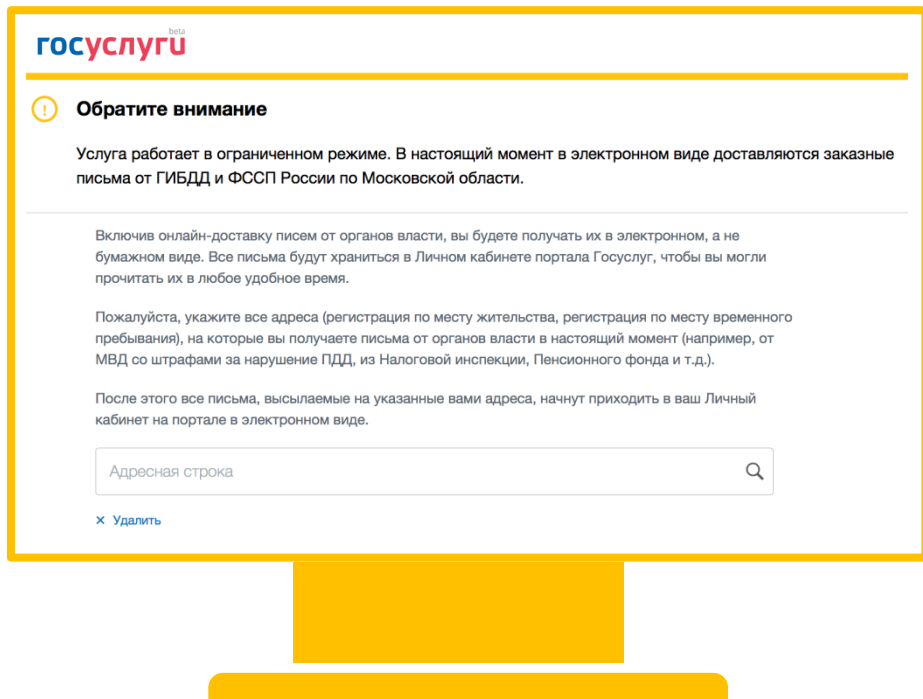 beta
госуслуги
Обратите внимание
Услуга работает в ограниченном режиме. В настоящий момент в электронном виде доставляются заказные
письма от ГИБДД и ФССП России по Московской области.
Включив онлайн-доставку писем от органов власти, вы будете получать их в электронном, а не
бумажном виде. Все письма будут храниться в Личном кабинете портала Госуслуг, чтобы вы могли
прочитать их в любое удобное время.
Пожалуйста, укажите все адреса (регистрация по месту жительства, регистрация по месту временного
пребывания), на которые вы получаете письма от органов власти в настоящий момент (например, от
МВД со штрафами за нарушение ПДД, из Налоговой инспекции, Пенсионного фонда и т.д.).
После этого все письма, высылаемые на указанные вами адреса, начнут приходить в ваш Личный
кабинет на портале в электронном виде.
Адресная строка
× Удалить